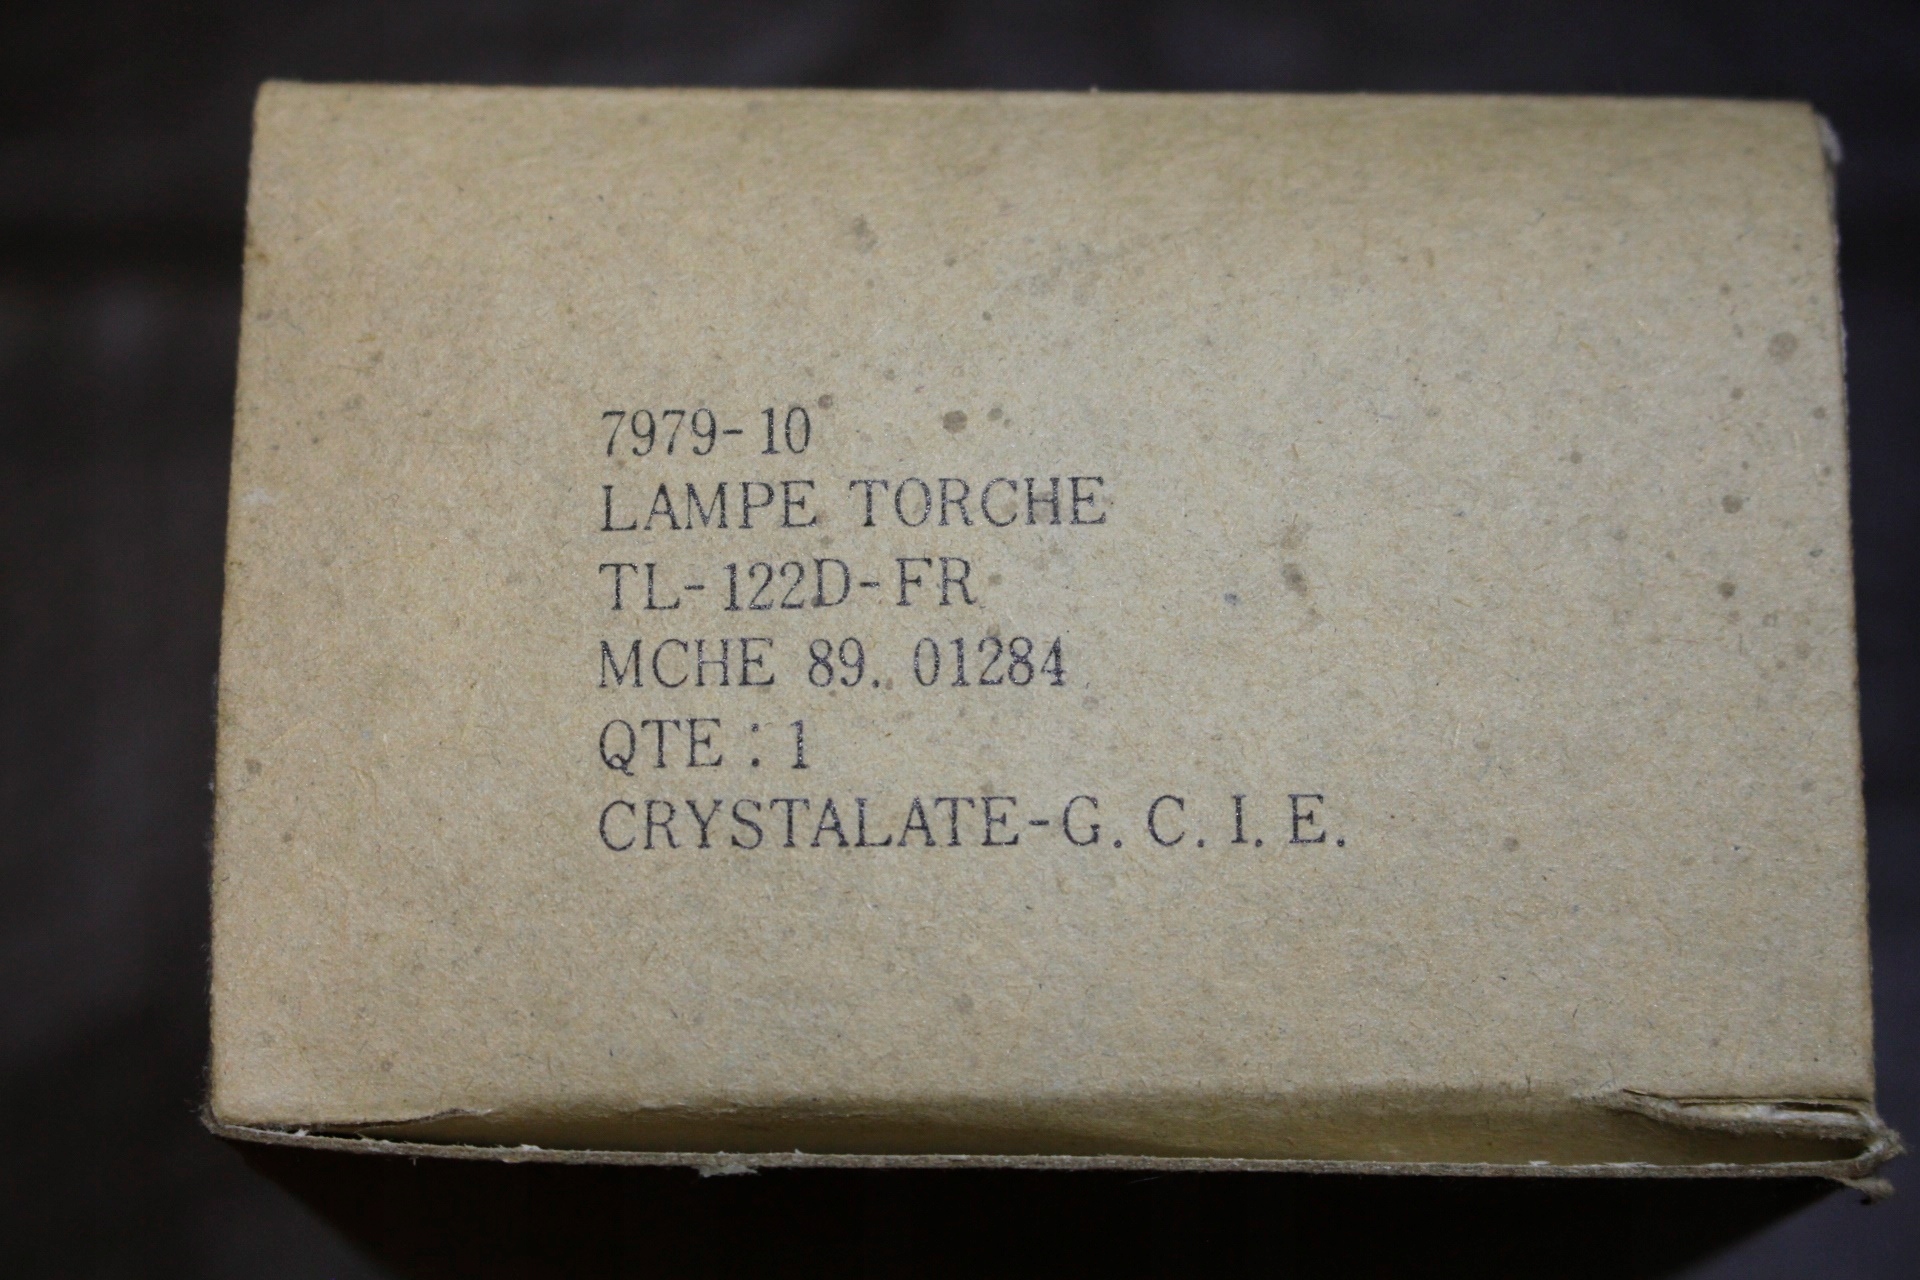 7979-10
LAMPE TORCHE
TL-122D-FR
MCHE 89. 01284
QTE : 1
CRYSTALATE-G. C. I. E.